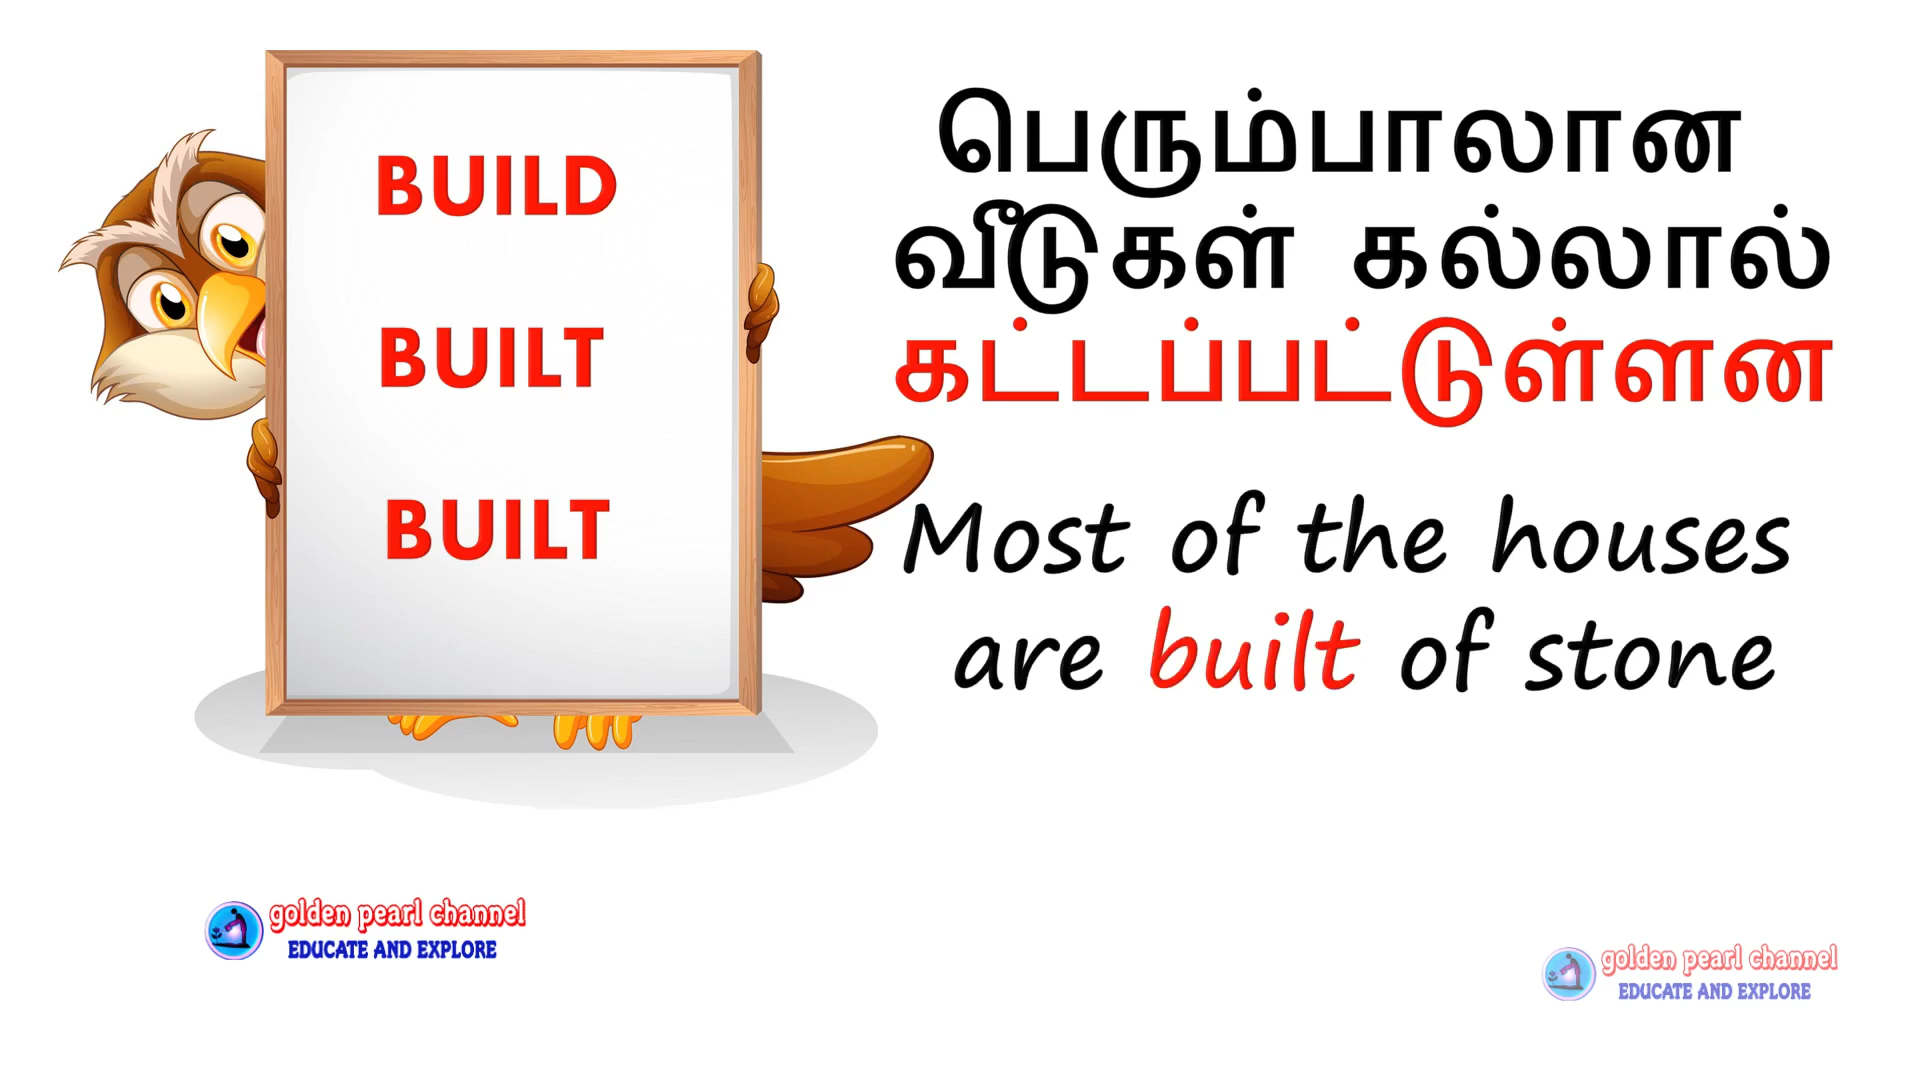 BUILD
BUILT
BUILT
பெரும்பாலான
வீடுகள் கல்லால்
கட்டப்பட்டுள்ளன
Most of the houses
are built of stone
golden pearl channel
EDUCATE AND EXPLORE
golden pearl channel
EDUCATE AND EXPLORE